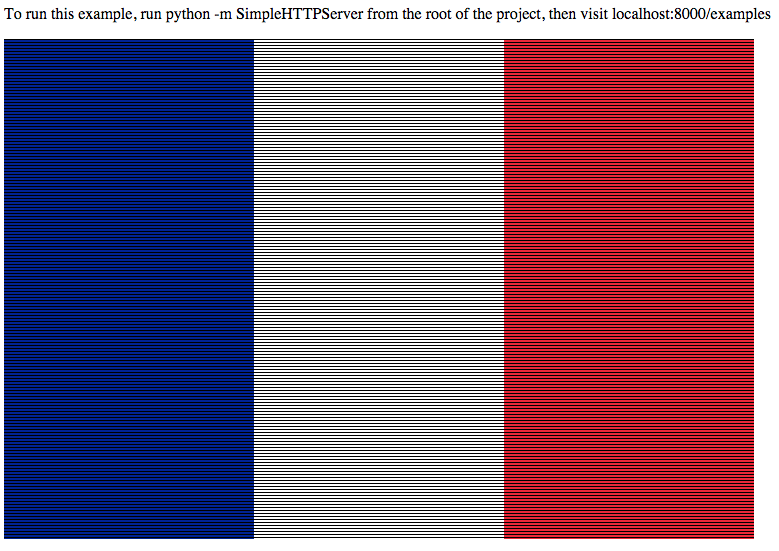 To run this example, run python -m SimpleHTTPServer from the root of the project, then visit localhost:8000/examples